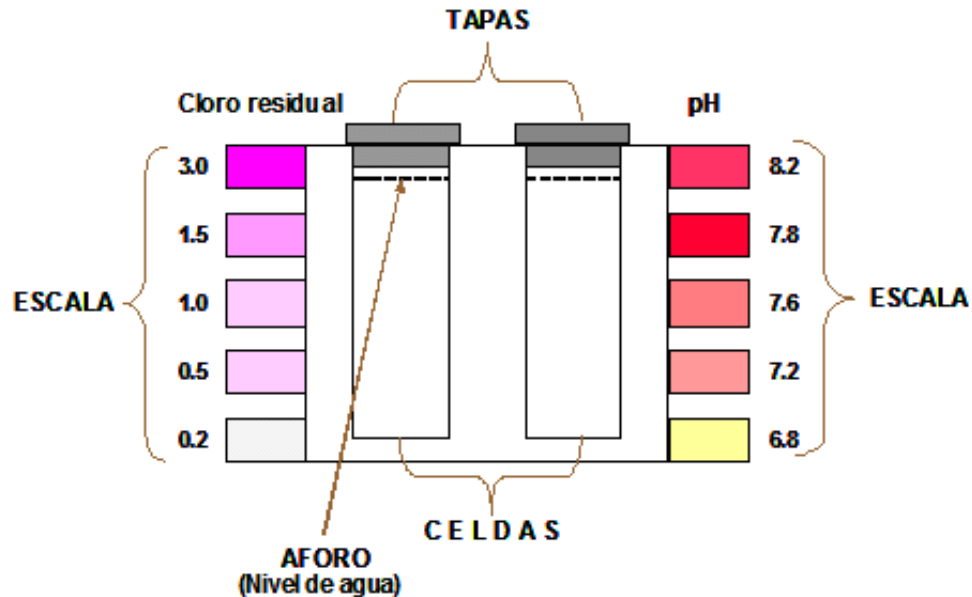 TAPAS
Cloro residual
pH
3.0
8.2
1.5
7.8
ESCALA
1.0
7.6
ESCALA
0.5
7.2
0.2
6.8
CELDAS
AFORO
(Nivel de agua)